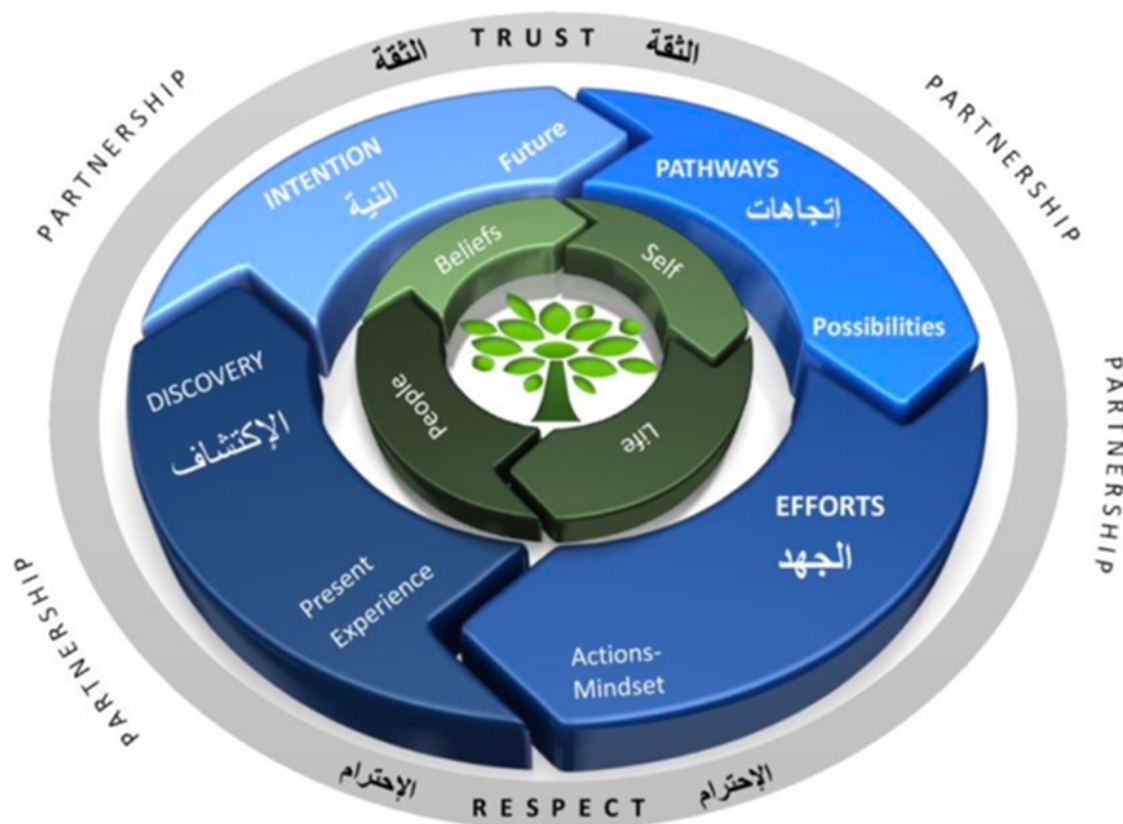 الثقة TRUST الثقة
PARTNERSHIP
PARTNERSHIP
INTENTION
النية
Future
PATHWAYS
إتجاهات
Possibilities
Beliefs
Self
DISCOVERY
الإكتشاف
People
Life
PARTNERSHIP
EFFORTS
الجهد
Present
Experience
Actions-
Mindset
PARTNERSHIP
الإحترام RESPECT الإحترام